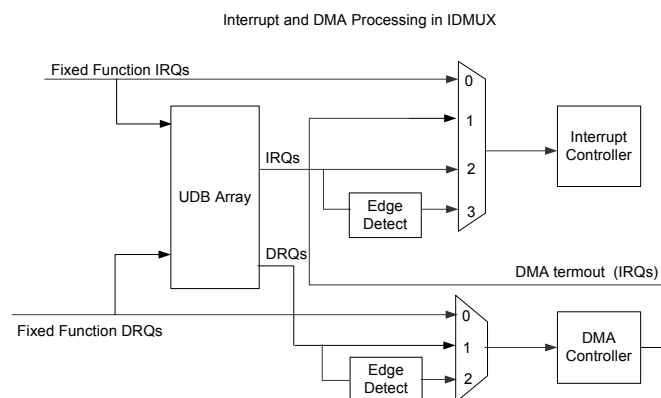 Interrupt and DMA Processing in IDMUX
Fixed Function IRQs
0
1
UDB Array
IRQs
2
Edge
Detect
3
Interrupt
Controller
DRQs
DMA termout (IRQs)
Fixed Function DRQs
0
1
Edge
Detect
2
DMA
Controller